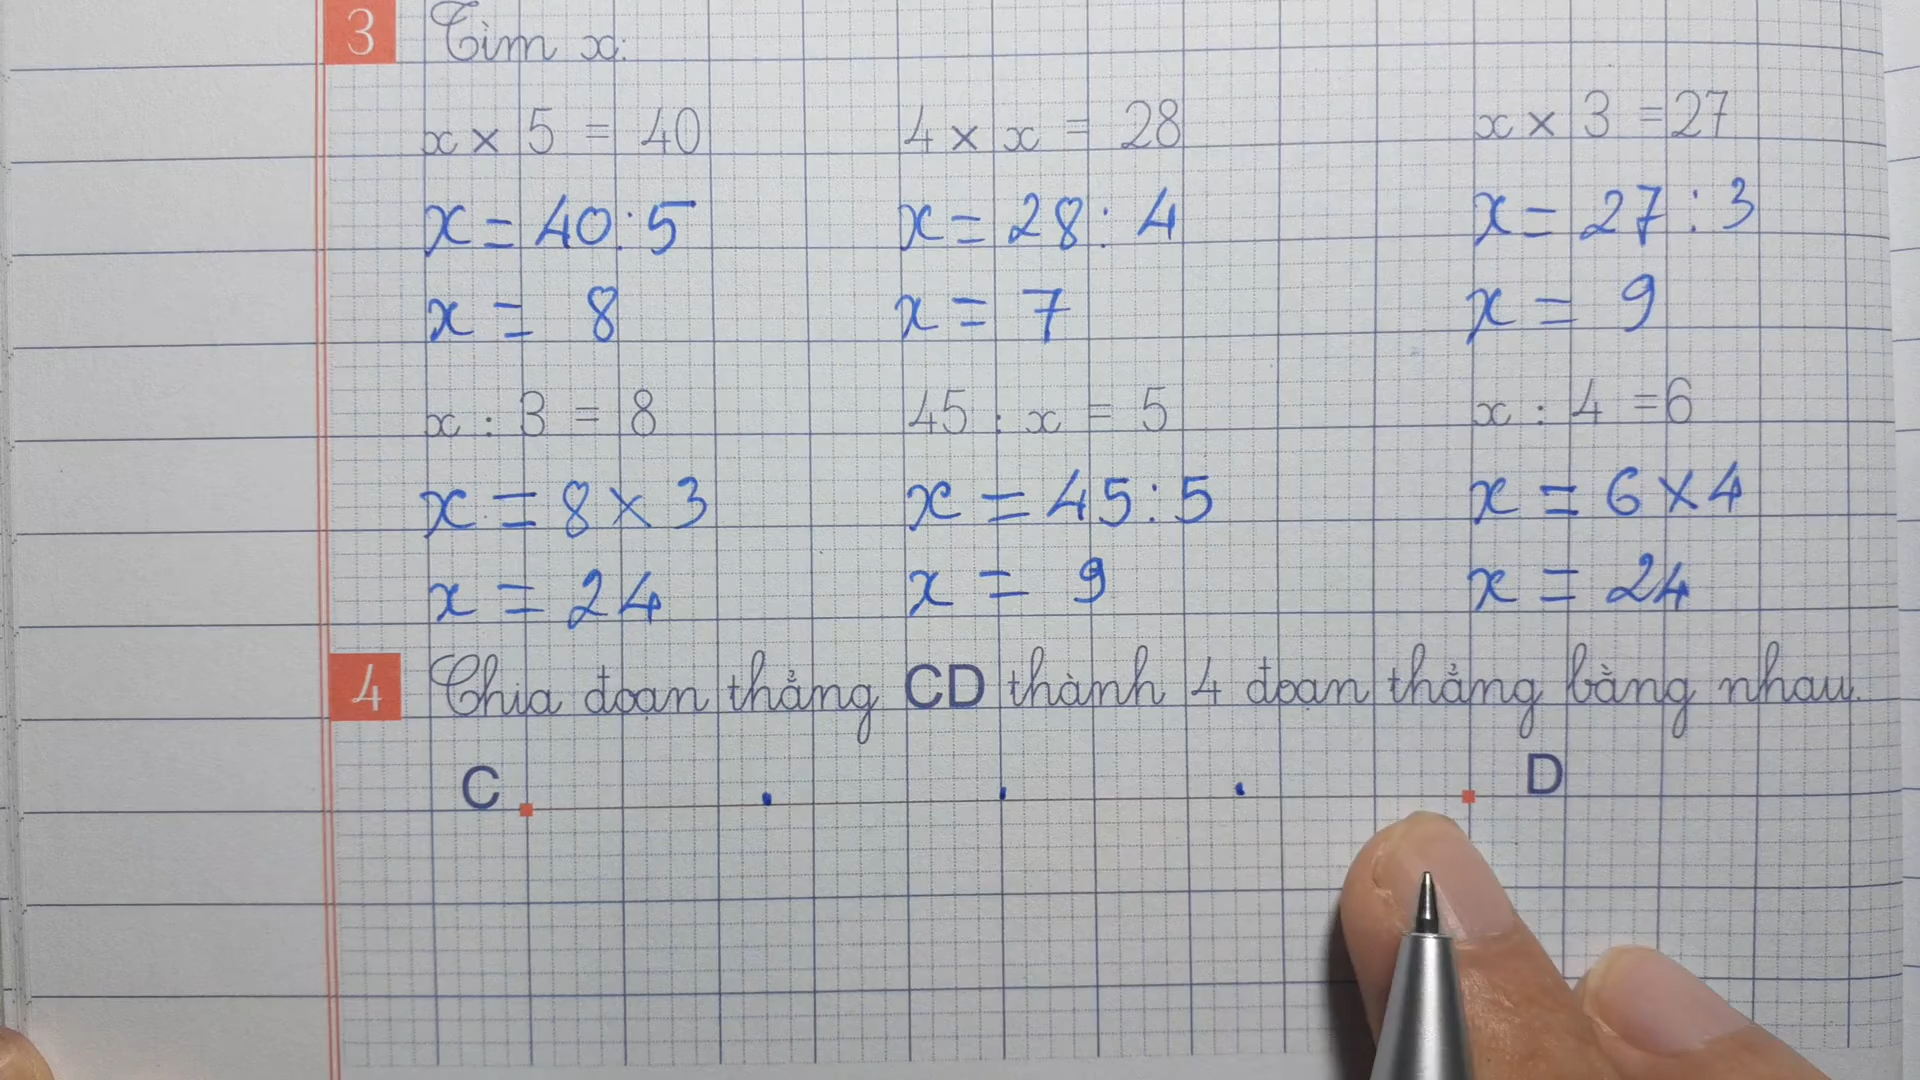 3 Tìm x:
x × 5 = 40 4 × x = 28 x × 3 = 27
x = 40 : 5 x = 28 : 4 x = 27 : 3
x = 8 x = 7 x = 9
x : 3 = 8 45 : x = 5 x : 4 = 6
x = 8 × 3 x = 45 : 5 x = 6 × 4
x = 24 x = 9 x = 24
4 Chia đoạn thẳng CD thành 4 đoạn thẳng bằng nhau.
C D